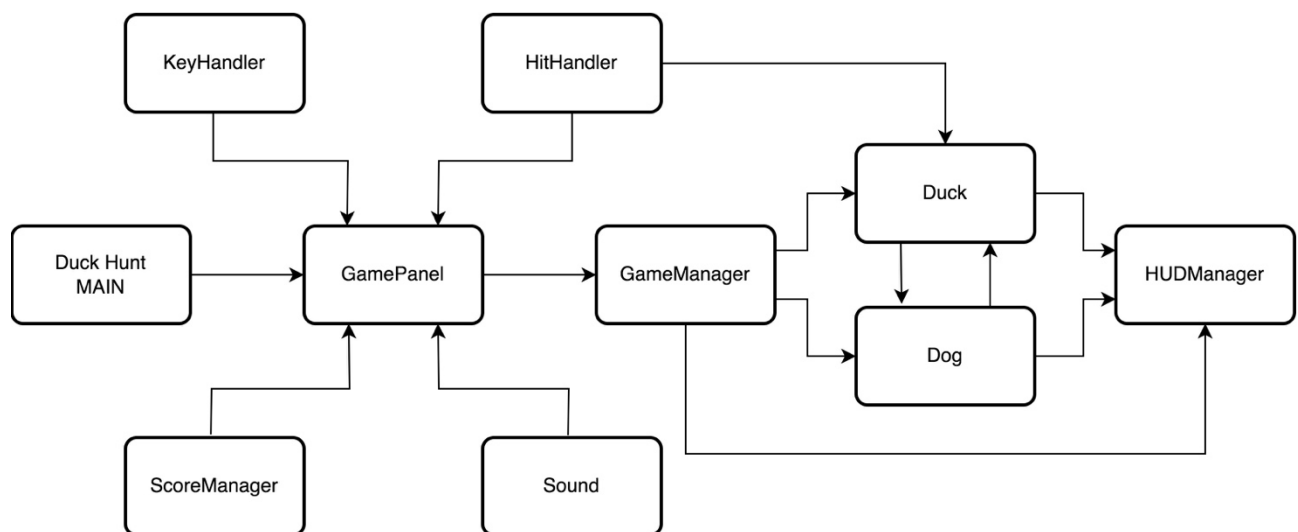 KeyHandler
HitHandler
Duck
Duck Hunt
MAIN
GamePanel
GameManager
HUDManager
Dog
ScoreManager
Sound